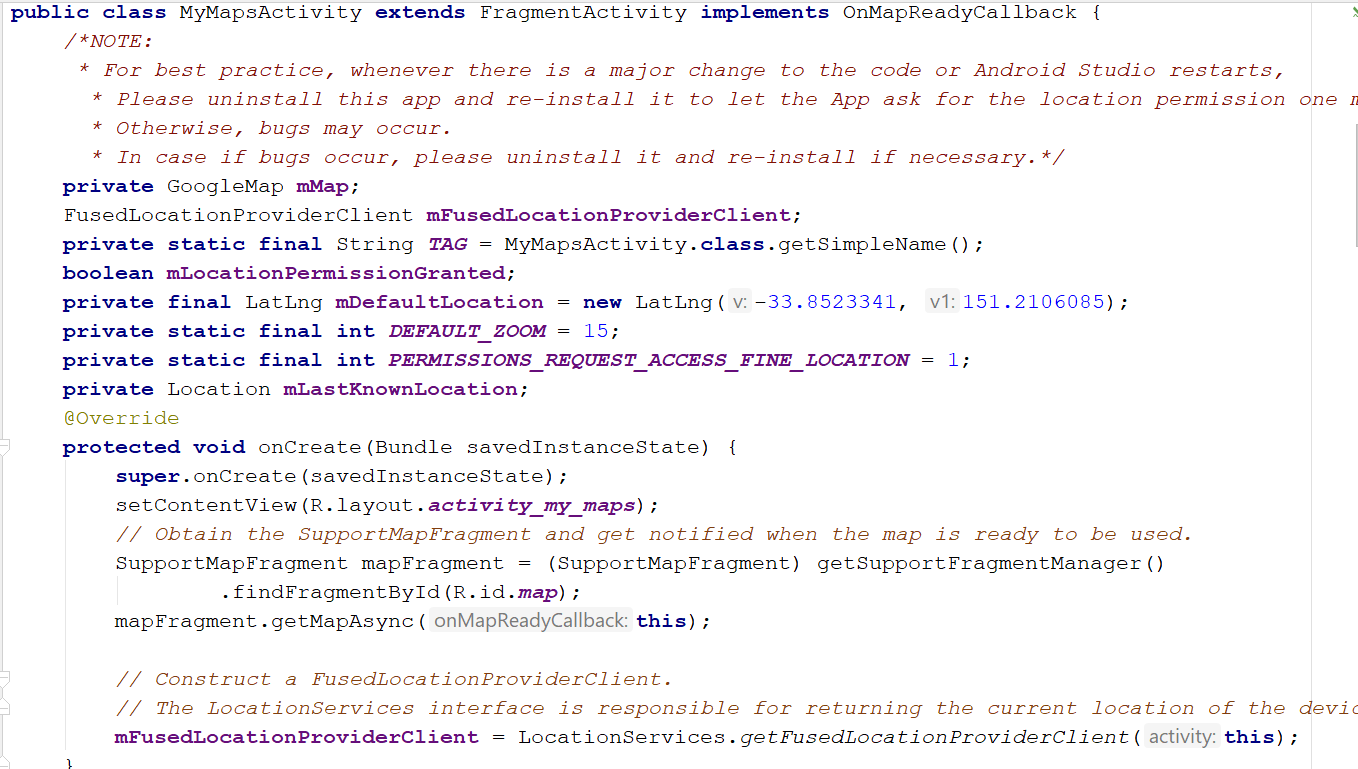 public class MyMapsActivity extends FragmentActivity implements OnMapReadyCallback {
/*NOTE:
* For best practice, whenever there is a major change to the code or Android Studio restarts,
* Please uninstall this app and re-install it to let the App ask for the location permission one
* Otherwise, bugs may occur.
* In case if bugs occur, please uninstall it and re-install if necessary.*/
private GoogleMap mMap;
FusedLocationProviderClient mFusedLocationProviderClient;
private static final String TAG = MyMapsActivity.class.getSimpleName();
boolean mLocationPermissionGranted;
private final LatLng mDefaultLocation = new LatLng( v: -33.8523341, v1: 151.2106085);
private static final int DEFAULT_ZOOM = 15;
private static final int PERMISSIONS_REQUEST_ACCESS_FINE_LOCATION = 1;
private Location mLastKnownLocation;
@Override
protected void onCreate(Bundle savedInstanceState) {
super.onCreate(savedInstanceState);
setContentView(R.layout.activity_my_maps);
// Obtain the SupportMapFragment and get notified when the map is ready to be used.
SupportMapFragment mapFragment = (SupportMapFragment) getSupportFragmentManager()
.findFragmentById(R.id.map);
mapFragment.getMapAsync( onMapReadyCallback: this);
// Construct a FusedLocationProviderClient.
// The LocationServices interface is responsible for returning the current location of the
mFusedLocationProviderClient = LocationServices.getFusedLocationProviderClient( activity: this);
}